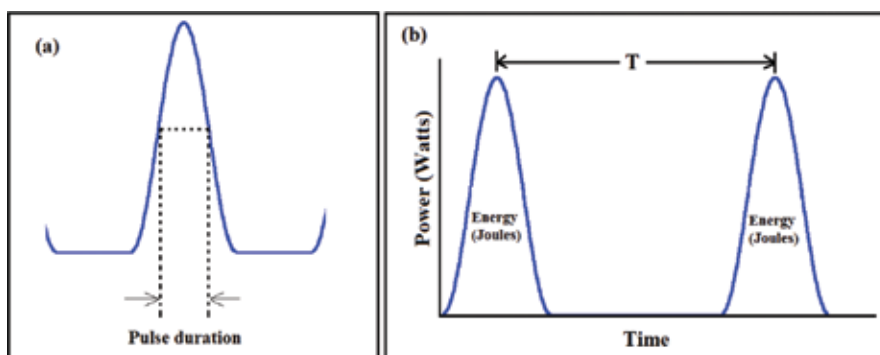 (a)
Pulse duration
(b)
T
Power (Watts)
Energy
(Joules)
Energy
(Joules)
Time